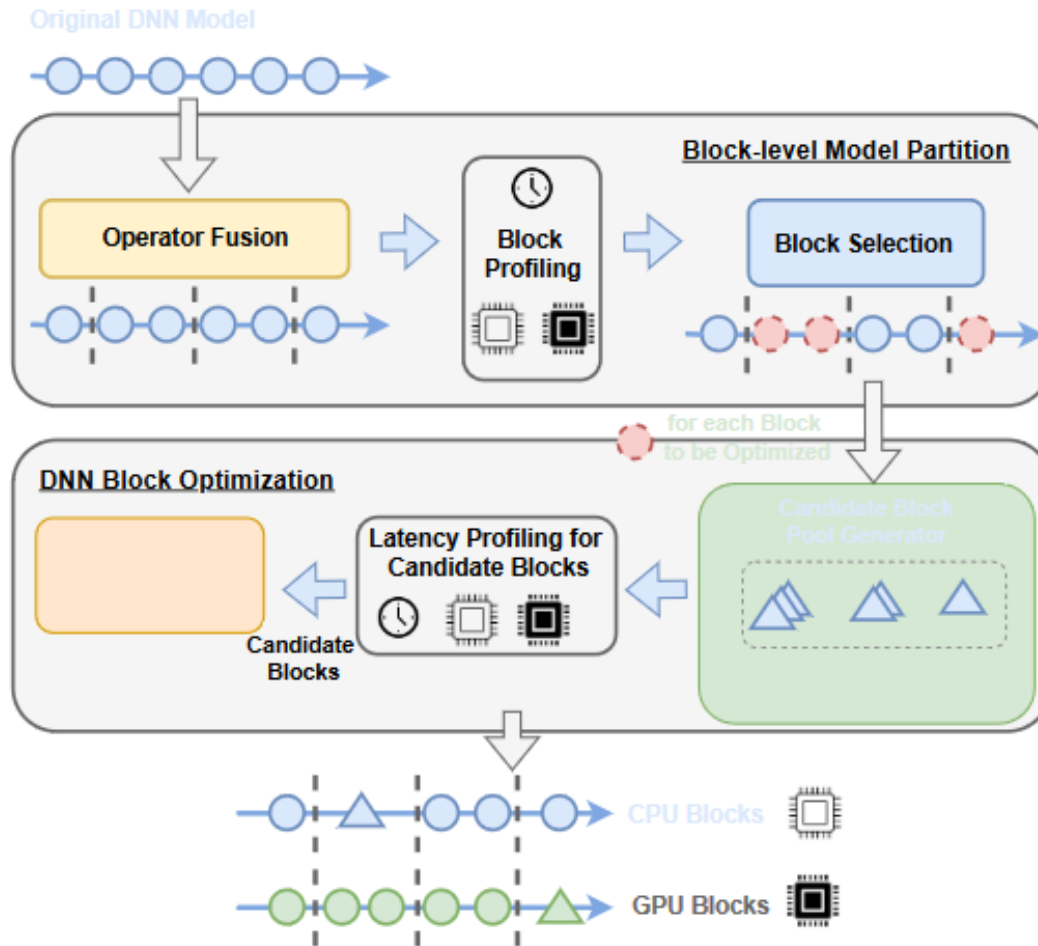 Original DNN Model
Block-level Model Partition
Operator Fusion
Block
Profiling
Block Selection
for each Block
to be Optimized
DNN Block Optimization
Candidate Block
Pool Generator
Latency Profiling for
Candidate Blocks
Candidate
Blocks
CPU Blocks
GPU Blocks